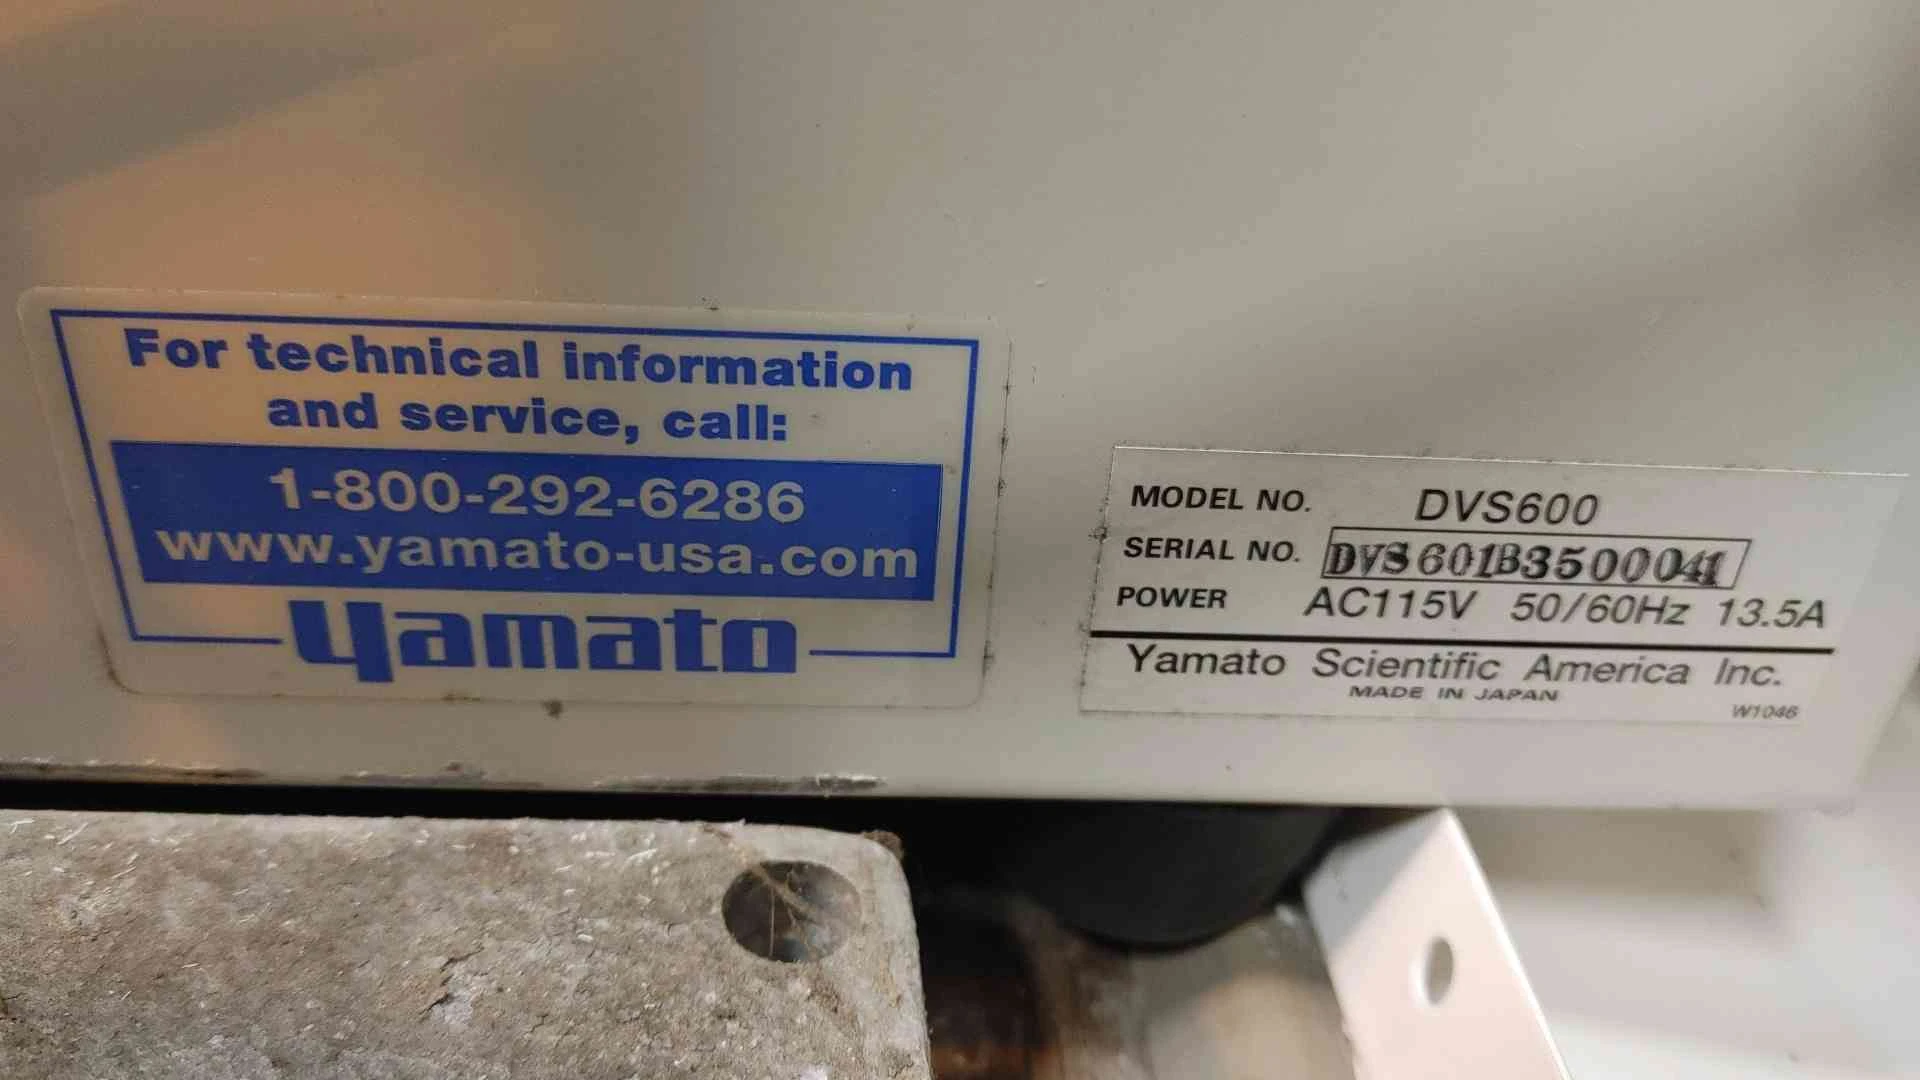 For technical information
and service, call:
1-800-292-6286
www.yamato-usa.com
yamato
MODEL NO. DVS600
SERIAL NO. DVS601B3500041
POWER AC115V 50/60Hz 13.5A
Yamato Scientific America Inc.
MADE IN JAPAN
W1046